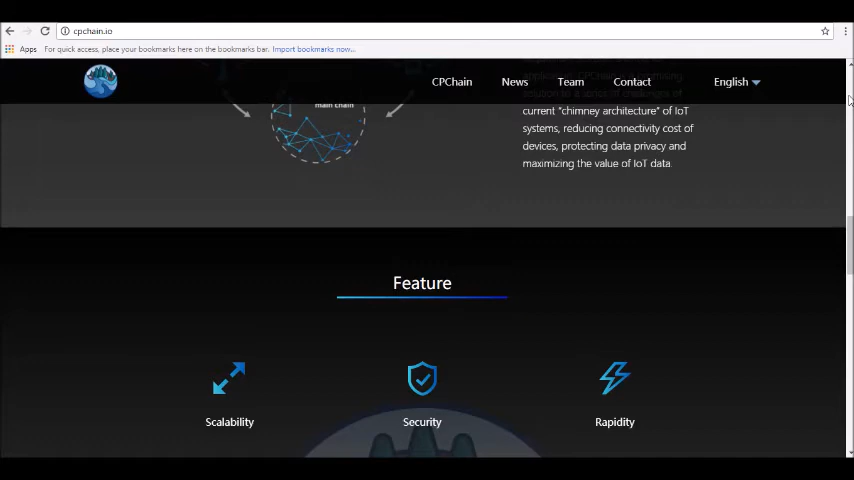 cpchain.io
Apps
For quick access, place your bookmarks here on the bookmarks bar. Import bookmarks now...
CPChain
News
Team
Contact
English
main chain
current "chimney architecture" of IoT
systems, reducing connectivity cost of
devices, protecting data privacy and
maximizing the value of IoT data.
Feature
Scalability
Security
Rapidity